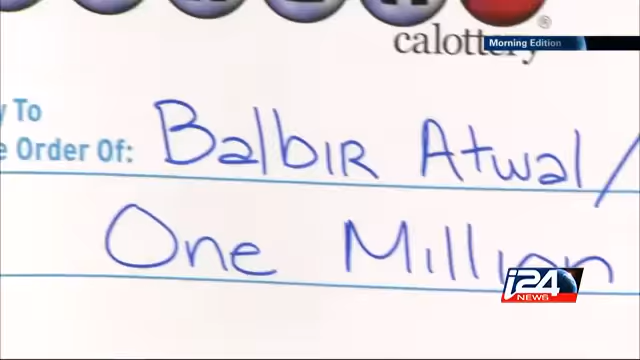 calottery
Morning Edition
y To
e Order Of:
Balbir Atwal/
One Million
i24
NEWS